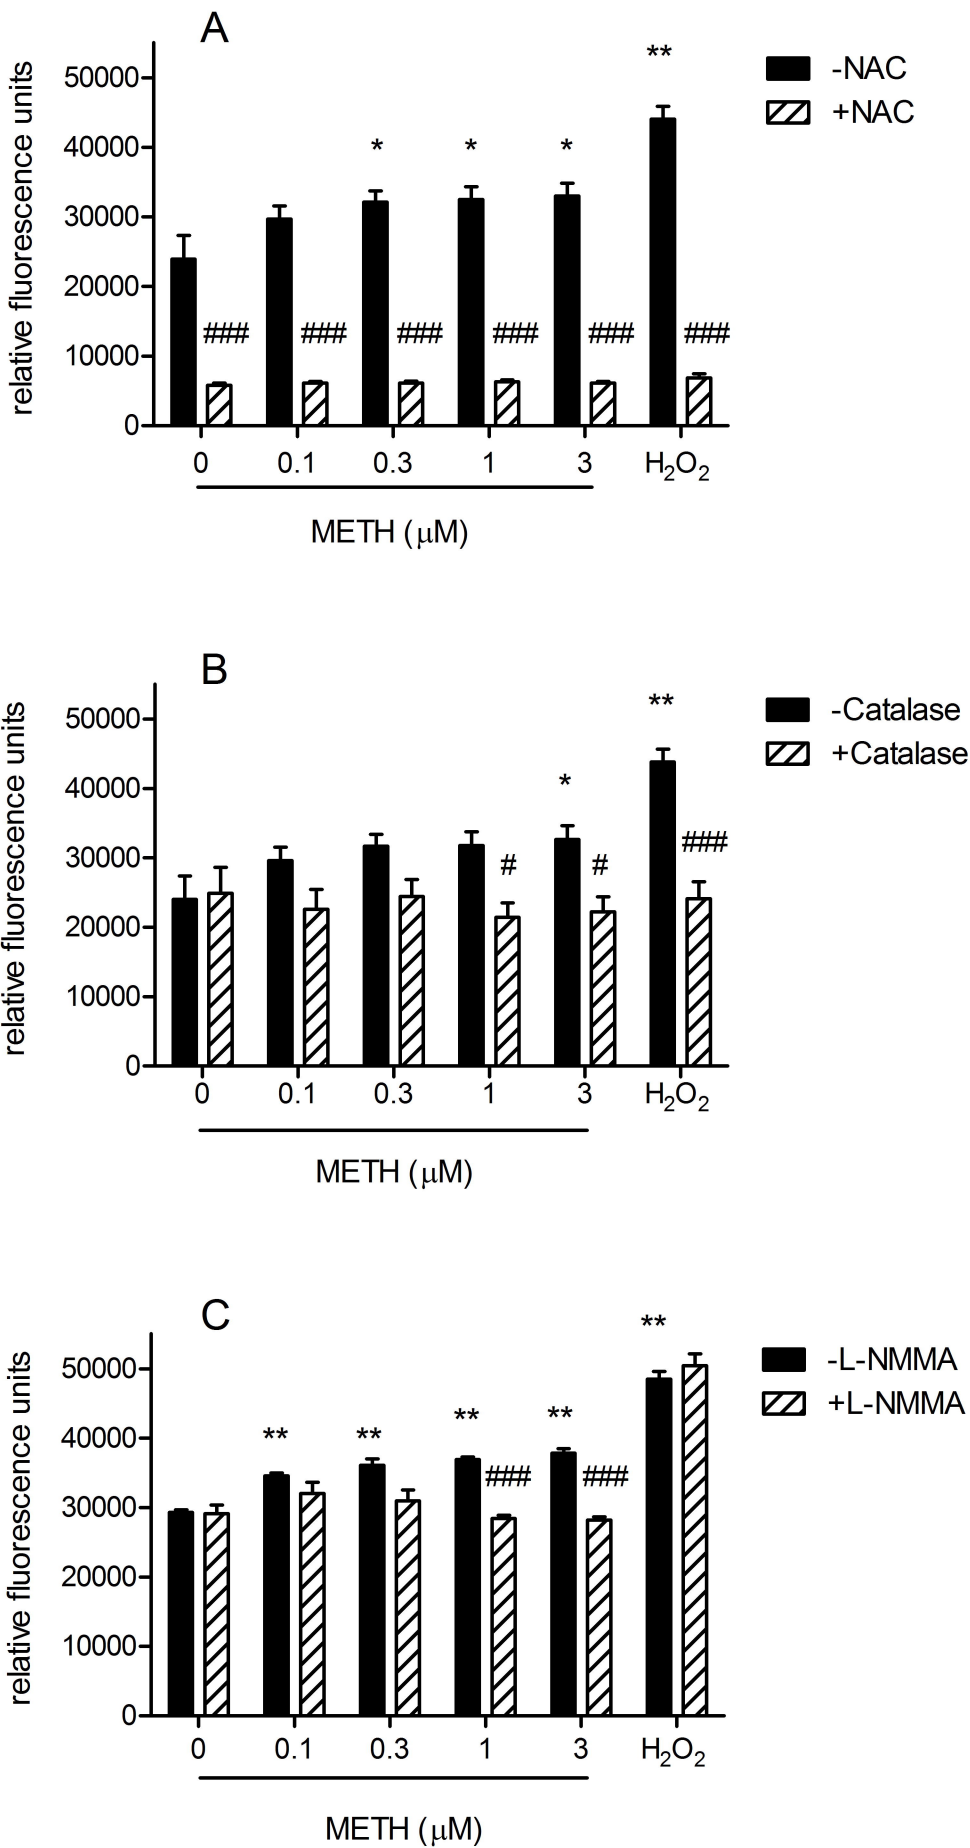 A
relative fluorescence units
50000
40000
30000
20000
10000
0
**
* * *
### ### ### ### ### ###
0 0.1 0.3 1 3 H₂O₂
METH (μM)
-NAC
+NAC
B
relative fluorescence units
50000
40000
30000
20000
10000
0
**
*
###
# #
0 0.1 0.3 1 3 H₂O₂
METH (μM)
-Catalase
+Catalase
C
relative fluorescence units
50000
40000
30000
20000
10000
0
**
** ** ** **
### ###
0 0.1 0.3 1 3 H₂O₂
METH (μM)
-L-NMMA
+L-NMMA